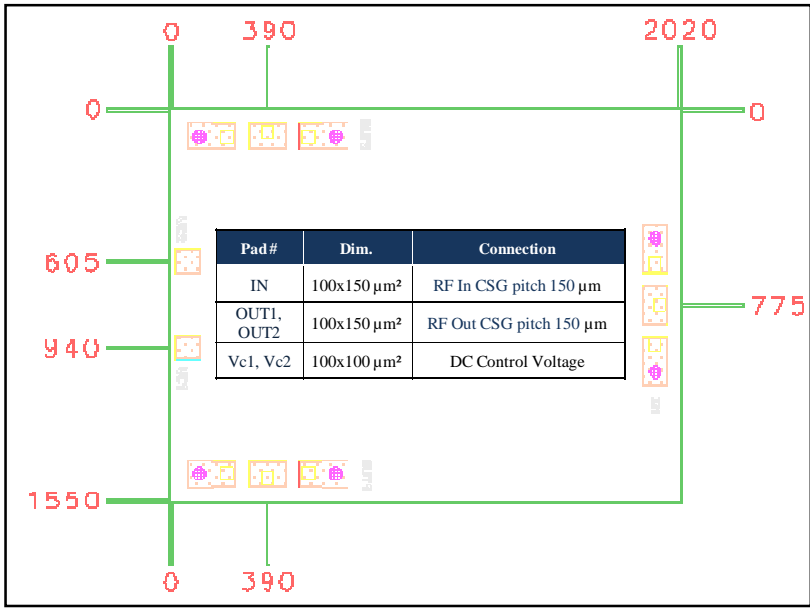 0 390 2020
0 0
605
940
775
1550
0 390
Pad # Dim. Connection
IN 100x150 µm² RF In CSG pitch 150 µm
OUT1, OUT2 100x150 µm² RF Out CSG pitch 150 µm
Vc1, Vc2 100x100 µm² DC Control Voltage